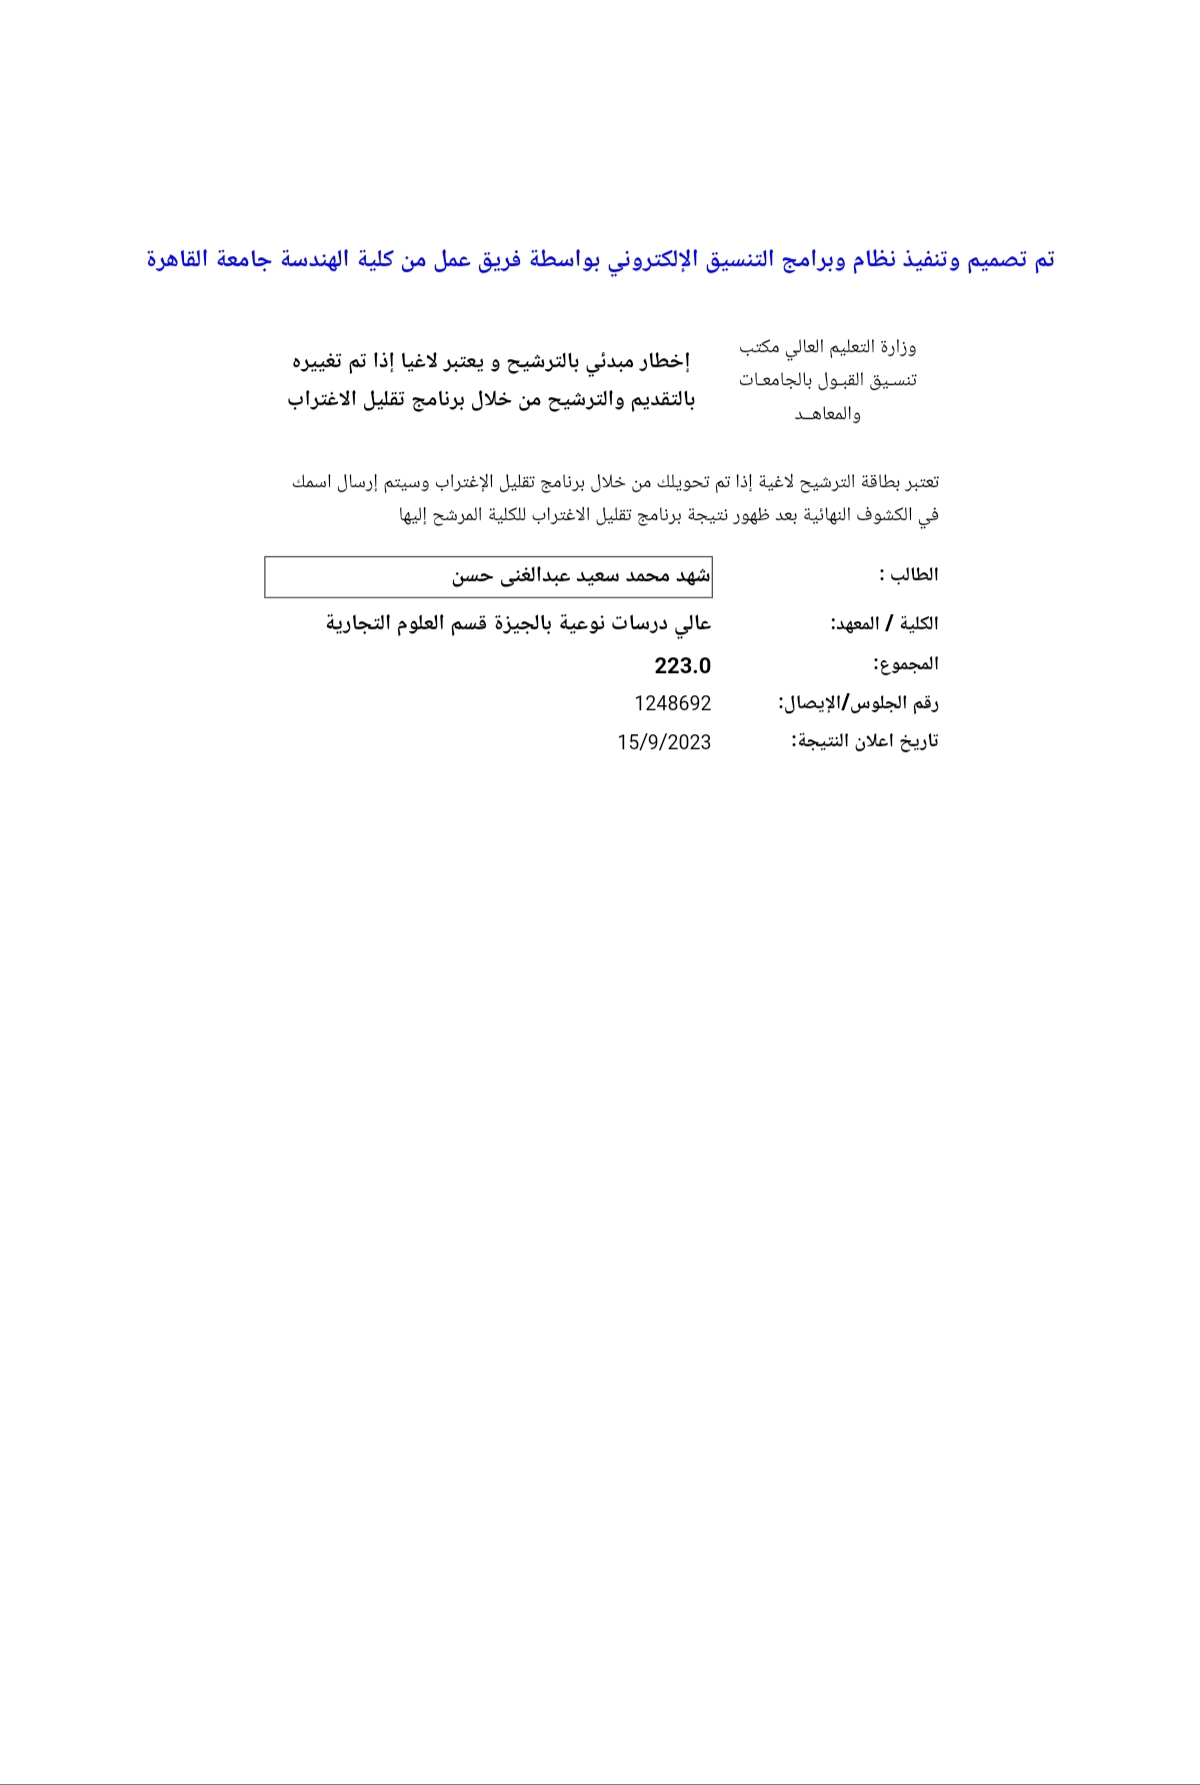 تم تصميم وتنفيذ نظام وبرامج التنسيق الإلكتروني بواسطة فريق عمل من كلية الهندسة جامعة القاهرة
وزارة التعليم العالي مكتب
تنسـيق القبـول بالجامعـات
والمعاهــد
إخطار مبدئي بالترشيح و يعتبر لاغيا إذا تم تغييره
بالتقديم والترشيح من خلال برنامج تقليل الاغتراب
تعتبر بطاقة الترشيح لاغية إذا تم تحويلك من خلال برنامج تقليل الإغتراب وسيتم إرسال اسمك
في الكشوف النهائية بعد ظهور نتيجة برنامج تقليل الاغتراب للكلية المرشح إليها
الطالب : شهد محمد سعيد عبدالغنى حسن
الكلية / المعهد: عالي درسات نوعية بالجيزة قسم العلوم التجارية
المجموع: 223.0
رقم الجلوس/الإيصال: 1248692
تاريخ اعلان النتيجة: 15/9/2023